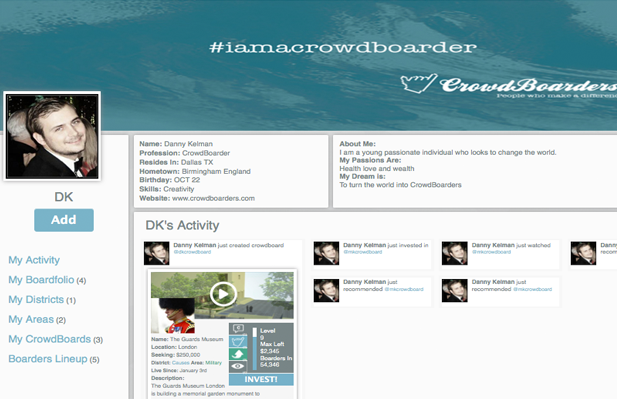 #iamacrowdboarder
CrowdBoarders
People who make a difference
DK
Add
My Activity
My Boardfolio (4)
My Districts (1)
My Areas (2)
My CrowdBoards (3)
Boarders Lineup (5)
Name: Danny Kelman
Profession: CrowdBoarder
Resides In: Dallas TX
Hometown: Birmingham England
Birthday: OCT 22
Skills: Creativity
Website: www.crowdboarders.com
About Me:
I am a young passionate individual who looks to change the world.
My Passions Are:
Health love and wealth
My Dream is:
To turn the world into CrowdBoarders
DK's Activity
Danny Kelman just created crowdboard
@idkcrowdboard
Danny Kelman just invested in
@mkcrowdboard
Danny Kelman just watched
@mkcrowdboard
Danny Kelman
recomm
Danny Kelman just
recommended @mkcrowdboard
Danny Kelman just
recommended @mkcrowdboard
Name: The Guards Museum
Location: London
Seeking: $250,000
District: Causes Area: Military
Live Since: January 3rd
Description:
The Guards Museum London
is building a memorial garden monument to
Level
9
Max Left
$2,345
Boarders In
54,346
INVEST!